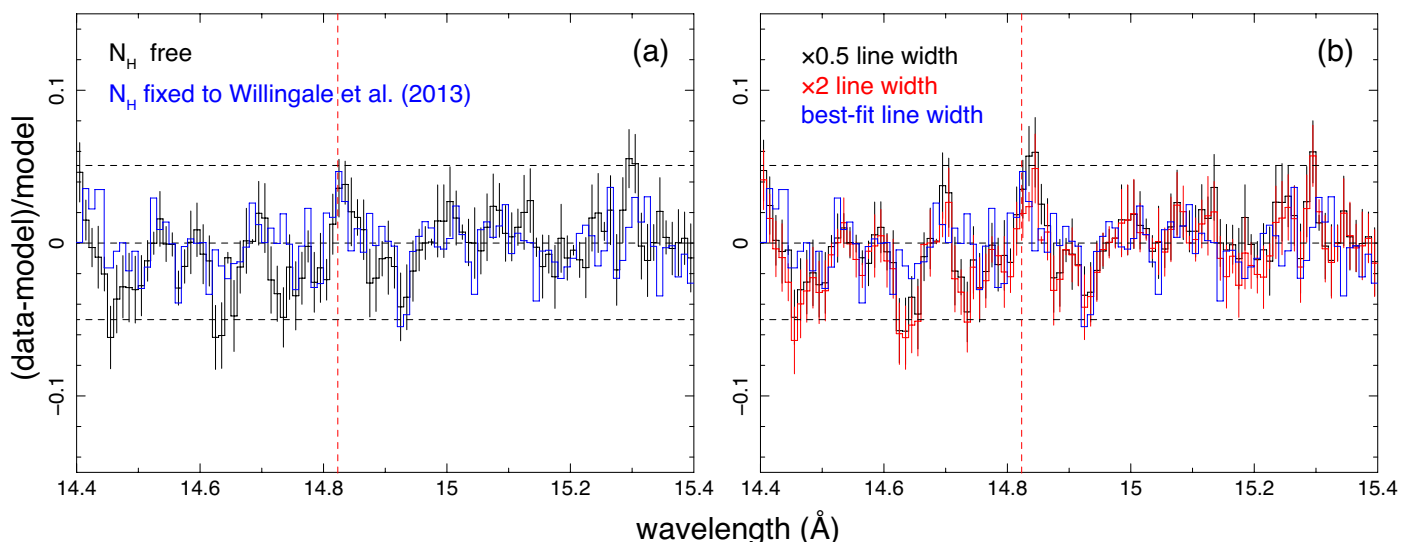 N_H free
N_H fixed to Willingale et al. (2013)
(a)
×0.5 line width
×2 line width
best-fit line width
(b)
(data-model)/model
0.1
0
−0.1
14.4
14.6
14.8
15
15.2
15.4
0.1
0
−0.1
14.4
14.6
14.8
15
15.2
15.4
wavelength (Å)